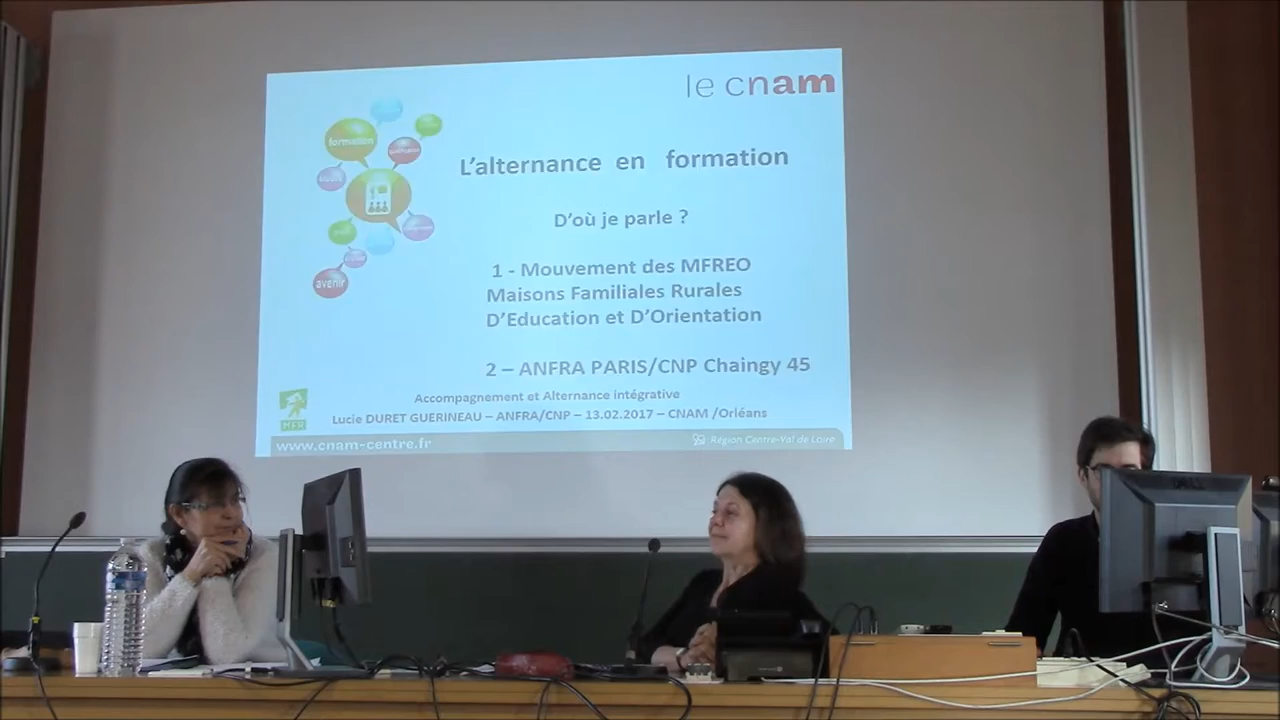 le cnam
formation
L'alternance en formation
D'où je parle ?
1 - Mouvement des MFREO
Maisons Familiales Rurales
D'Education et D'Orientation
avenir
2 – ANFRA PARIS/CNP Chaingy 45
Accompagnement et Alternance intégrative
Lucie DURET GUERINEAU – ANFRA/CNP – 13.02.2017 – CNAM /Orléans
MFR
www.cnam-centre.fr
Région Centre-Val de Loire
DELL